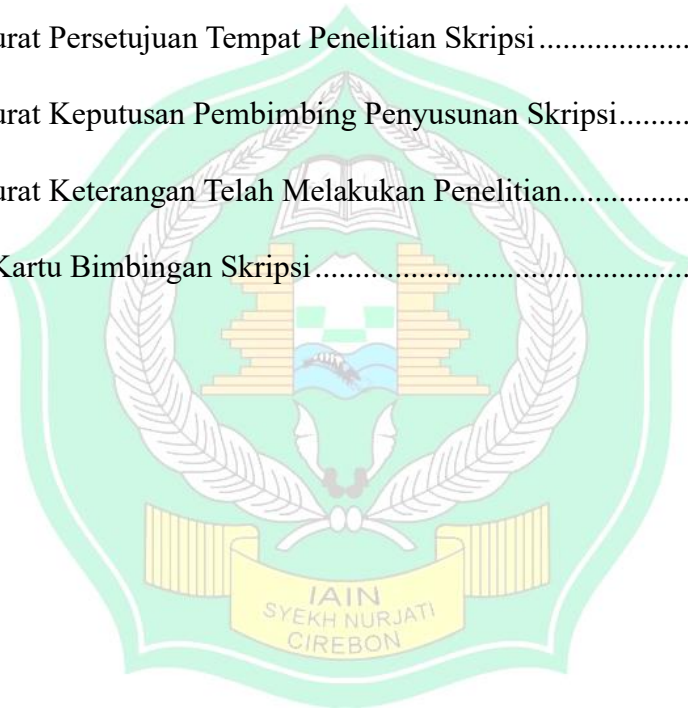 urat Persetujuan Tempat Penelitian Skripsi....................
urat Keputusan Pembimbing Penyusunan Skripsi.........
urat Keterangan Telah Melakukan Penelitian................
Kartu Bimbingan Skripsi...............................................
IAIN
SYEKH NURJATI
CIREBON